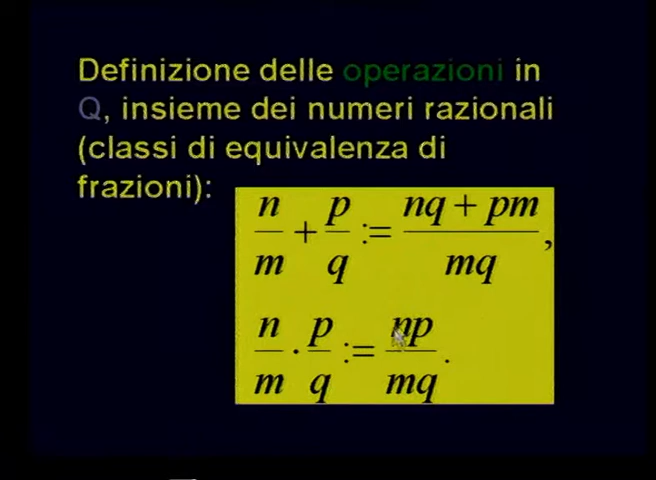 Definizione delle operazioni in
Q, insieme dei numeri razionali
(classi di equivalenza di
frazioni):
n/m + p/q := (nq + pm)/mq,
n/m · p/q := np/mq.